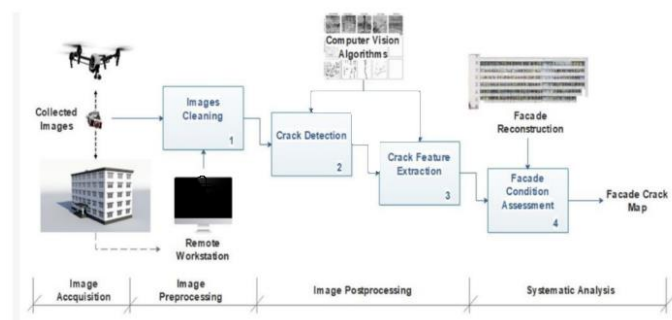 Computer Vision
Algorithms
Collected
Images
Images
Cleaning
1
Crack Detection
2
Crack Feature
Extraction
3
Facade
Reconstruction
Facade
Condition
Assessment
4
Facade Crack
Map
Remote
Workstation
Image
Accquisition
Image
Preprocessing
Image Postprocessing
Systematic Analysis